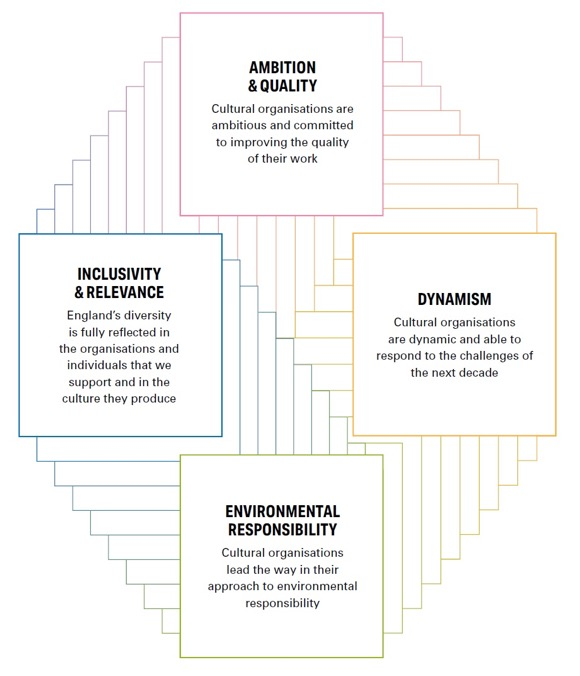 AMBITION
& QUALITY
Cultural organisations are
ambitious and committed
to improving the quality
of their work
INCLUSIVITY
& RELEVANCE
England’s diversity
is fully reflected in
the organisations and
individuals that we
support and in the
culture they produce
DYNAMISM
Cultural organisations
are dynamic and able to
respond to the challenges of
the next decade
ENVIRONMENTAL
RESPONSIBILITY
Cultural organisations
lead the way in their
approach to environmental
responsibility